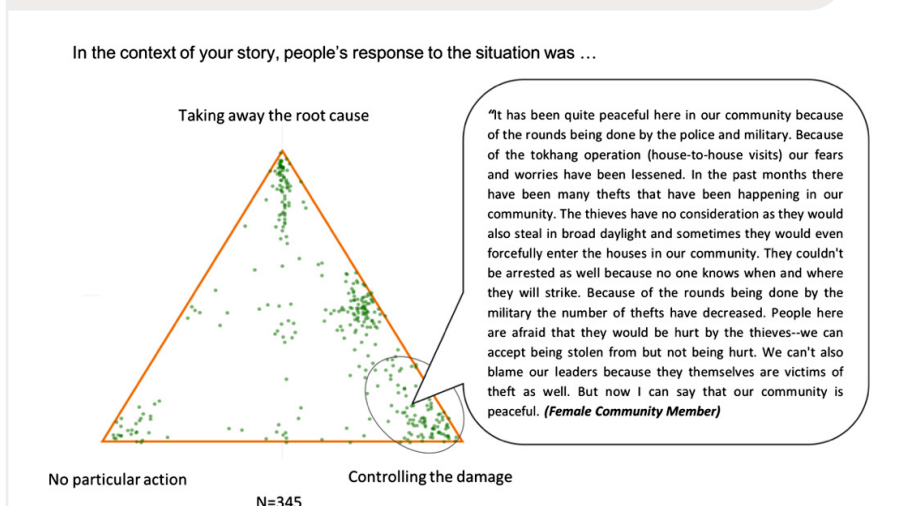 In the context of your story, people's response to the situation was …
Taking away the root cause
"It has been quite peaceful here in our community because
of the rounds being done by the police and military. Because
of the tokhang operation (house-to-house visits) our fears
and worries have been lessened. In the past months there
have been many thefts that have been happening in our
community. The thieves have no consideration as they would
also steal in broad daylight and sometimes they would even
forcefully enter the houses in our community. They couldn't
be arrested as well because no one knows when and where
they will strike. Because of the rounds being done by the
military the number of thefts have decreased. People here
are afraid that they would be hurt by the thieves--we can
accept being stolen from but not being hurt. We can't also
blame our leaders because they themselves are victims of
theft as well. But now I can say that our community is
peaceful. (Female Community Member)
No particular action
Controlling the damage
N=345